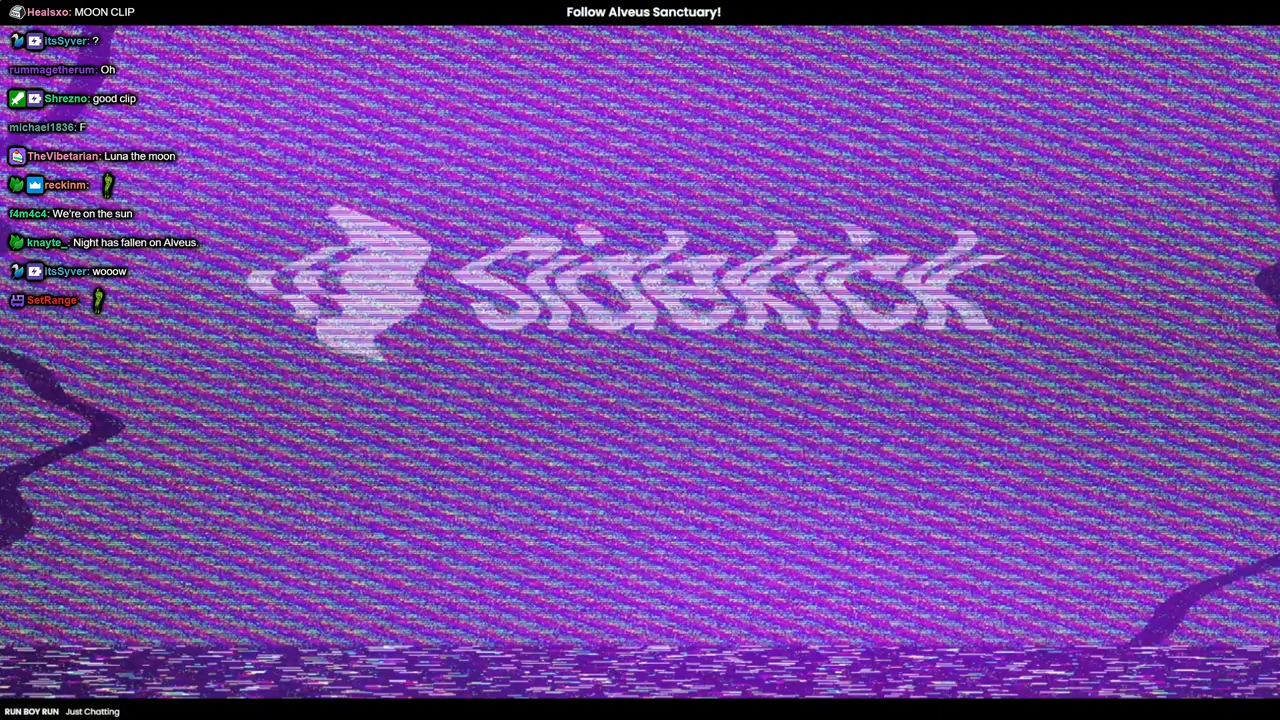 Healsxo: MOON CLIP
Follow Alveus Sanctuary!
itsSyver: ?
rummagetherum: Oh
Shrezno: good clip
michael1836: F
TheVibetarian: Luna the moon
reckinm:
f4m4c4: We're on the sun
knayte_: Night has fallen on Alveus.
itsSyver: wooow
SetRange:
Sidekick
RUN BOY RUN Just Chatting